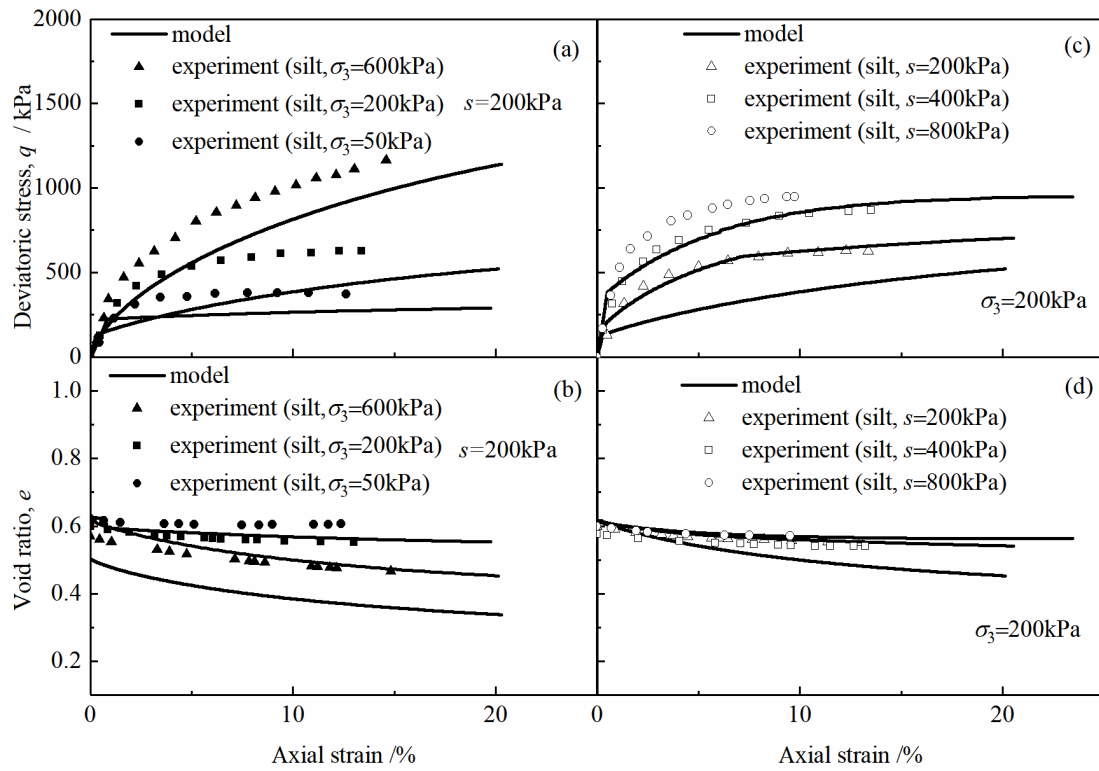 2000
1500
1000
500
0
Deviatoric stress, q / kPa
model
experiment (silt, σ3=600kPa)
experiment (silt, σ3=200kPa)
experiment (silt, σ3=50kPa)
s=200kPa
(a)
model
experiment (silt, s=200kPa)
experiment (silt, s=400kPa)
experiment (silt, s=800kPa)
(c)
σ3=200kPa
1.0
0.8
0.6
0.4
0.2
Void ratio, e
model
experiment (silt, σ3=600kPa)
experiment (silt, σ3=200kPa)
experiment (silt, σ3=50kPa)
s=200kPa
(b)
model
experiment (silt, s=200kPa)
experiment (silt, s=400kPa)
experiment (silt, s=800kPa)
(d)
σ3=200kPa
0 10 20
0 10 20
Axial strain /%
Axial strain /%